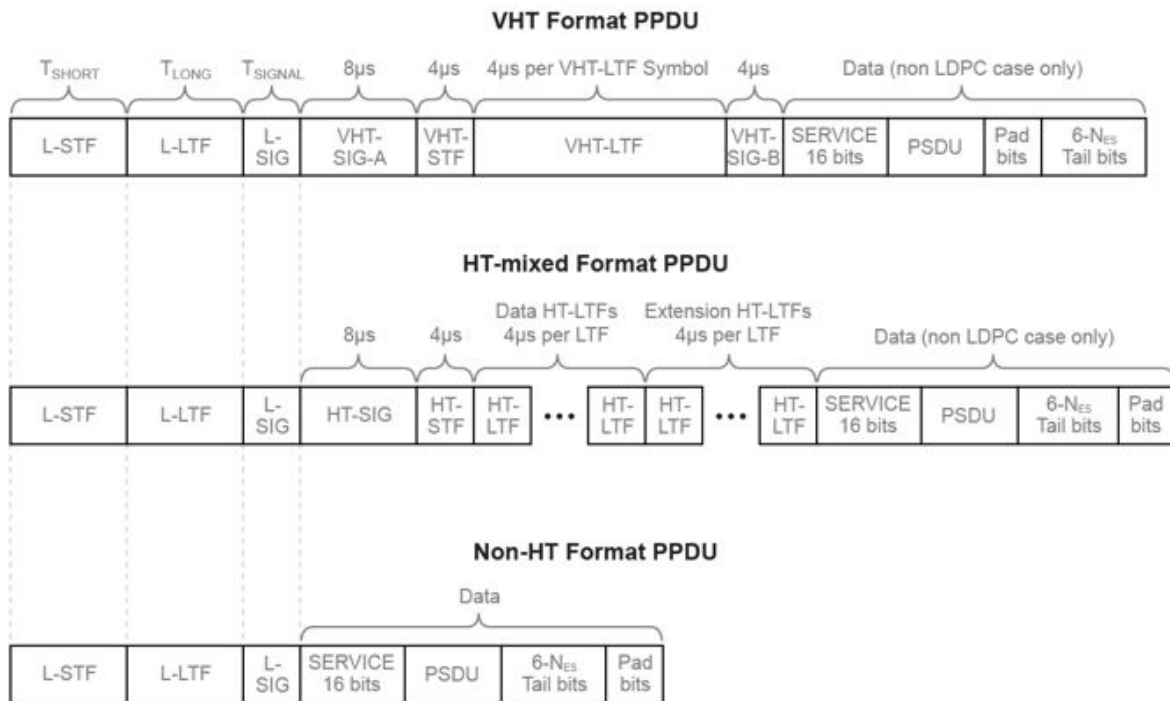 VHT Format PPDU
TSHORT TLONG TSIGNAL 8µs 4µs 4µs per VHT-LTF Symbol 4µs Data (non LDPC case only)
L-STF L-LTF L-SIG VHT-SIG-A VHT-STF VHT-LTF VHT-SIG-B SERVICE 16 bits PSDU Pad bits 6-NES Tail bits
HT-mixed Format PPDU
Data HT-LTFs Extension HT-LTFs
8µs 4µs 4µs per LTF 4µs per LTF Data (non LDPC case only)
L-STF L-LTF L-SIG HT-SIG HT-STF HT-LTF ••• HT-LTF HT-LTF ••• HT-LTF SERVICE 16 bits PSDU 6-NES Tail bits Pad bits
Non-HT Format PPDU
Data
L-STF L-LTF L-SIG SERVICE 16 bits PSDU 6-NES Tail bits Pad bits